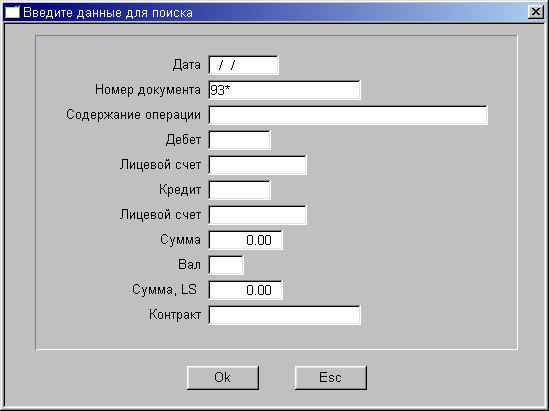 Введите данные для поиска
Дата / /
Номер документа 93*
Содержание операции
Дебет
Лицевой счет
Кредит
Лицевой счет
Сумма 0.00
Вал
Сумма, LS 0.00
Контракт
Ok Esc